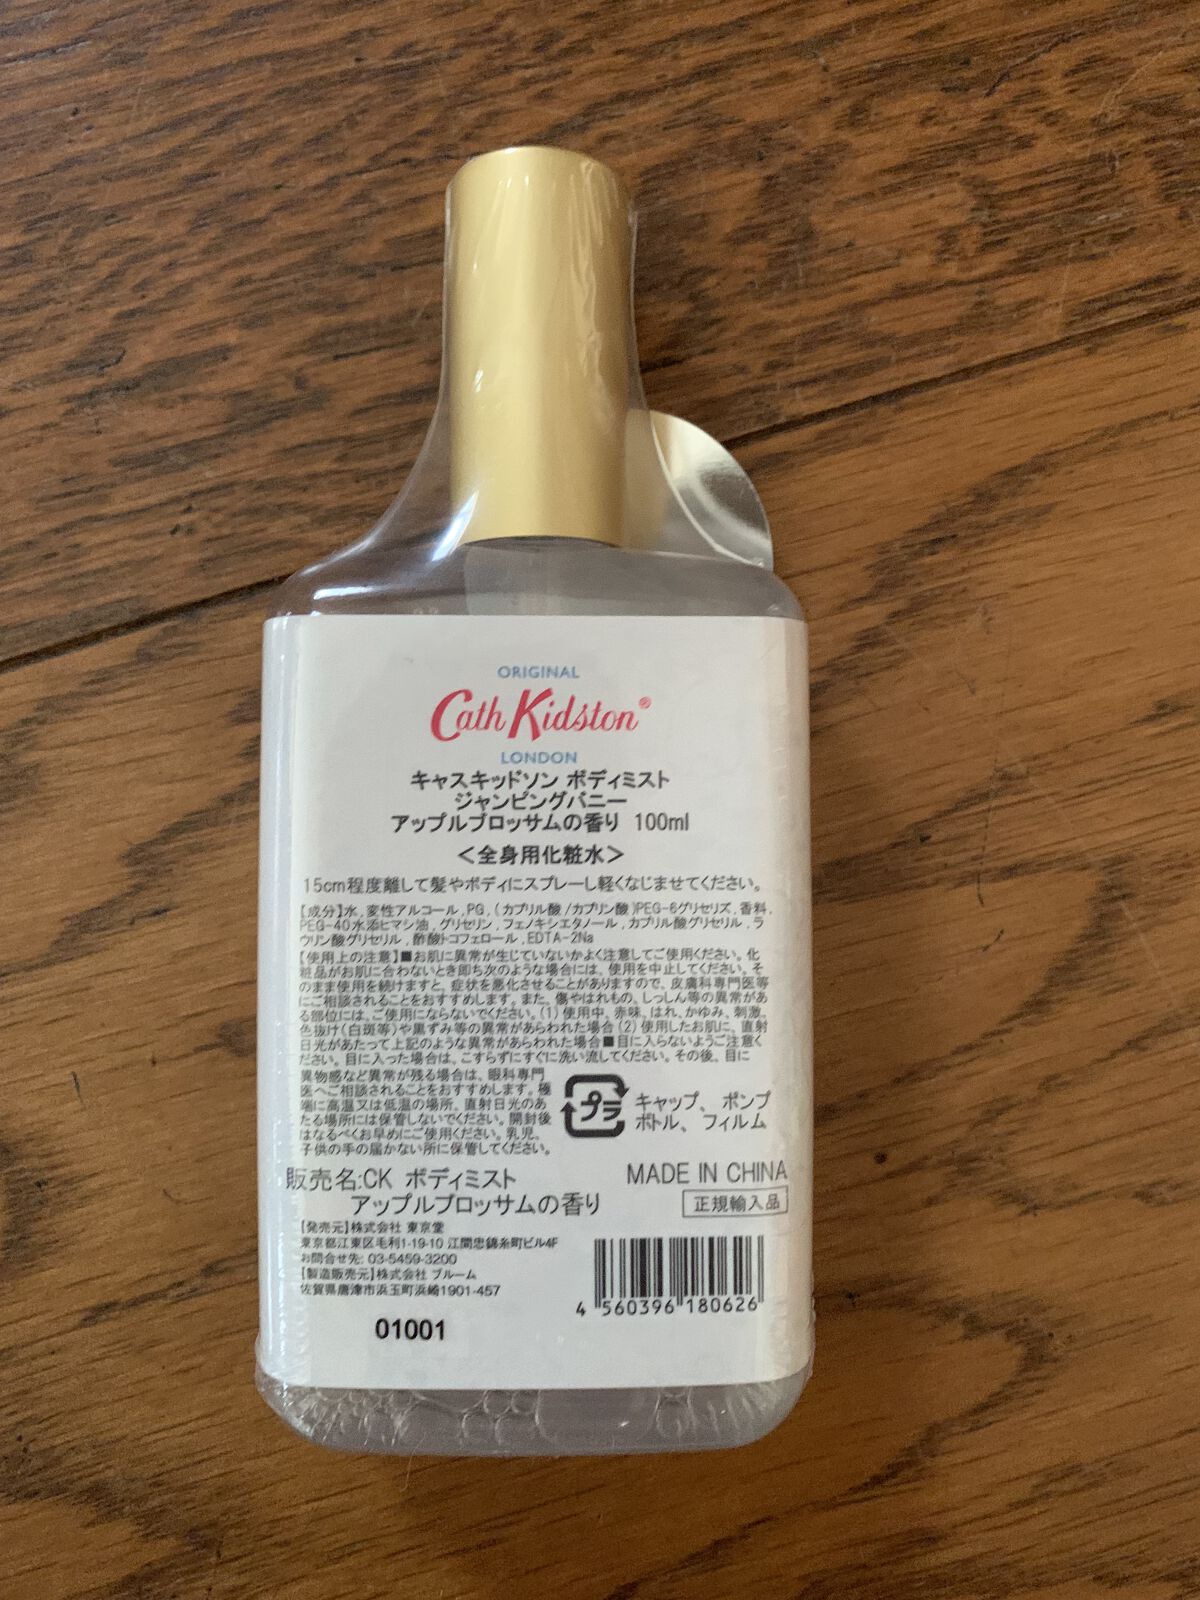 ORIGINAL
Cath Kidston®
LONDON
キャスキッドソン ボディミスト
ジャンピングバニー
アップルブロッサムの香り 100ml
＜全身用化粧水＞
15cm程度離して髪やボディにスプレーし軽くなじませてください。
【成分】水,変性アルコール,PG,(カプリル酸/カプリン酸)PEG-6グリセリズ,香料,
PEG-40水添ヒマシ油,グリセリン,フェノキシエタノール,カプリル酸グリセリル,ラ
ウリン酸グリセリル,酢酸トコフェロール,EDTA-2Na
【使用上の注意】■お肌に異常が生じていないかよく注意してご使用ください。化
粧品がお肌に合わないとき即ち次のような場合には、使用を中止してください。そ
のまま使用を続けますと、症状を悪化させることがありますので、皮膚科専門医等
にご相談されることをおすすめします。また、傷やはれもの、しっしん等の異常があ
る部位には、ご使用にならないでください。(1)使用中、赤味、はれ、かゆみ、刺激、
色抜け(白斑等)や黒ずみ等の異常があらわれた場合(2)使用したお肌に、直射
日光があたって上記のような異常があらわれた場合■目に入らないようご注意く
ださい。目に入った場合は、こすらずにすぐに洗い流してください。その後、目に
異物感など異常が残る場合は、眼科専門
医へご相談されることをおすすめします。極
端に高温又は低温の場所、直射日光のあ
たる場所には保管しないでください。開封後
はなるべくお早めにご使用ください。乳児、
子供の手の届かない所に保管してください。
プラ
キャップ、ポンプ
ボトル、フィルム
販売名:CK ボディミスト
アップルブロッサムの香り
MADE IN CHINA
正規輸入品
【発売元】株式会社 東京堂
東京都江東区毛利1-19-10 江間忠錦糸町ビル4F
お問合せ先: 03-5459-3200
【製造販売元】株式会社 ブルーム
佐賀県唐津市浜玉町浜崎1901-457
4 560396 180626
01001